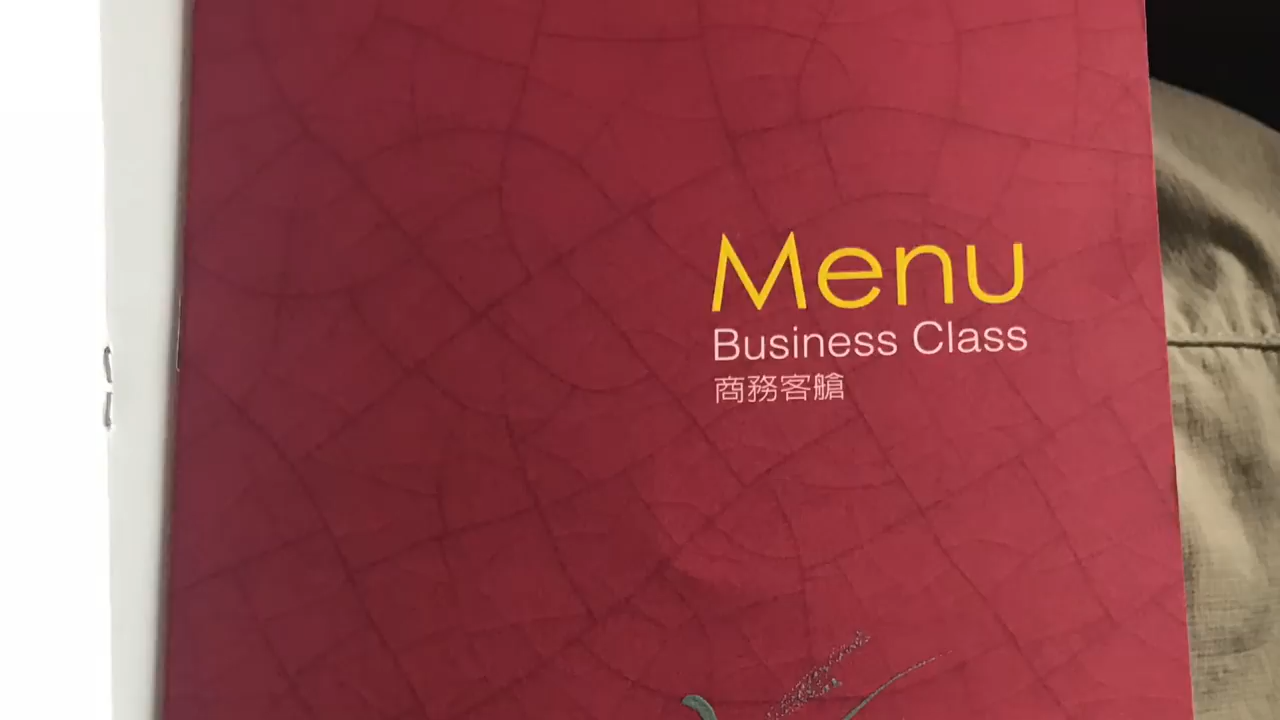 Menu
Business Class
商務客艙